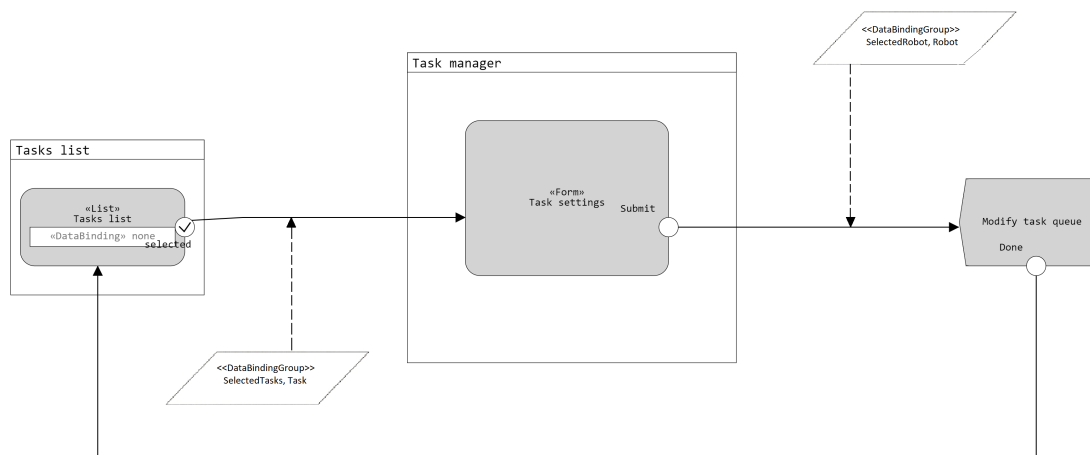 <<DataBindingGroup>>
SelectedRobot, Robot
Task manager
Tasks list
«List»
Tasks list
«DataBinding» none
selected
«Form»
Task settings
Submit
Modify task queue
Done
<<DataBindingGroup>>
SelectedTasks, Task